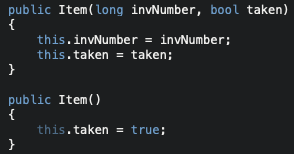 public Item(long invNumber, bool taken)
{
    this.invNumber = invNumber;
    this.taken = taken;
}

public Item()
{
    this.taken = true;
}